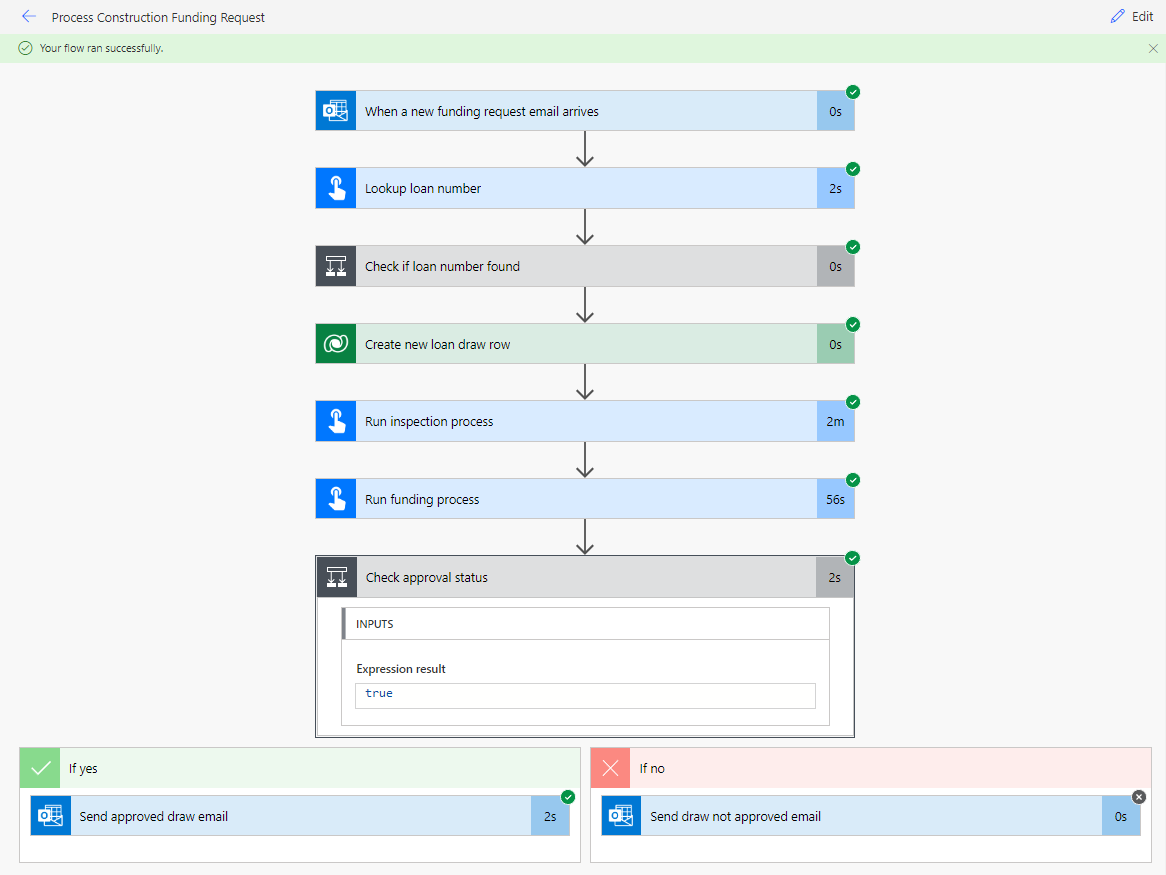 Process Construction Funding Request
Edit
Your flow ran successfully.
When a new funding request email arrives
0s
Lookup loan number
2s
Check if loan number found
0s
Create new loan draw row
0s
Run inspection process
2m
Run funding process
56s
Check approval status
2s
INPUTS
Expression result
true
If yes
Send approved draw email
2s
If no
Send draw not approved email
0s